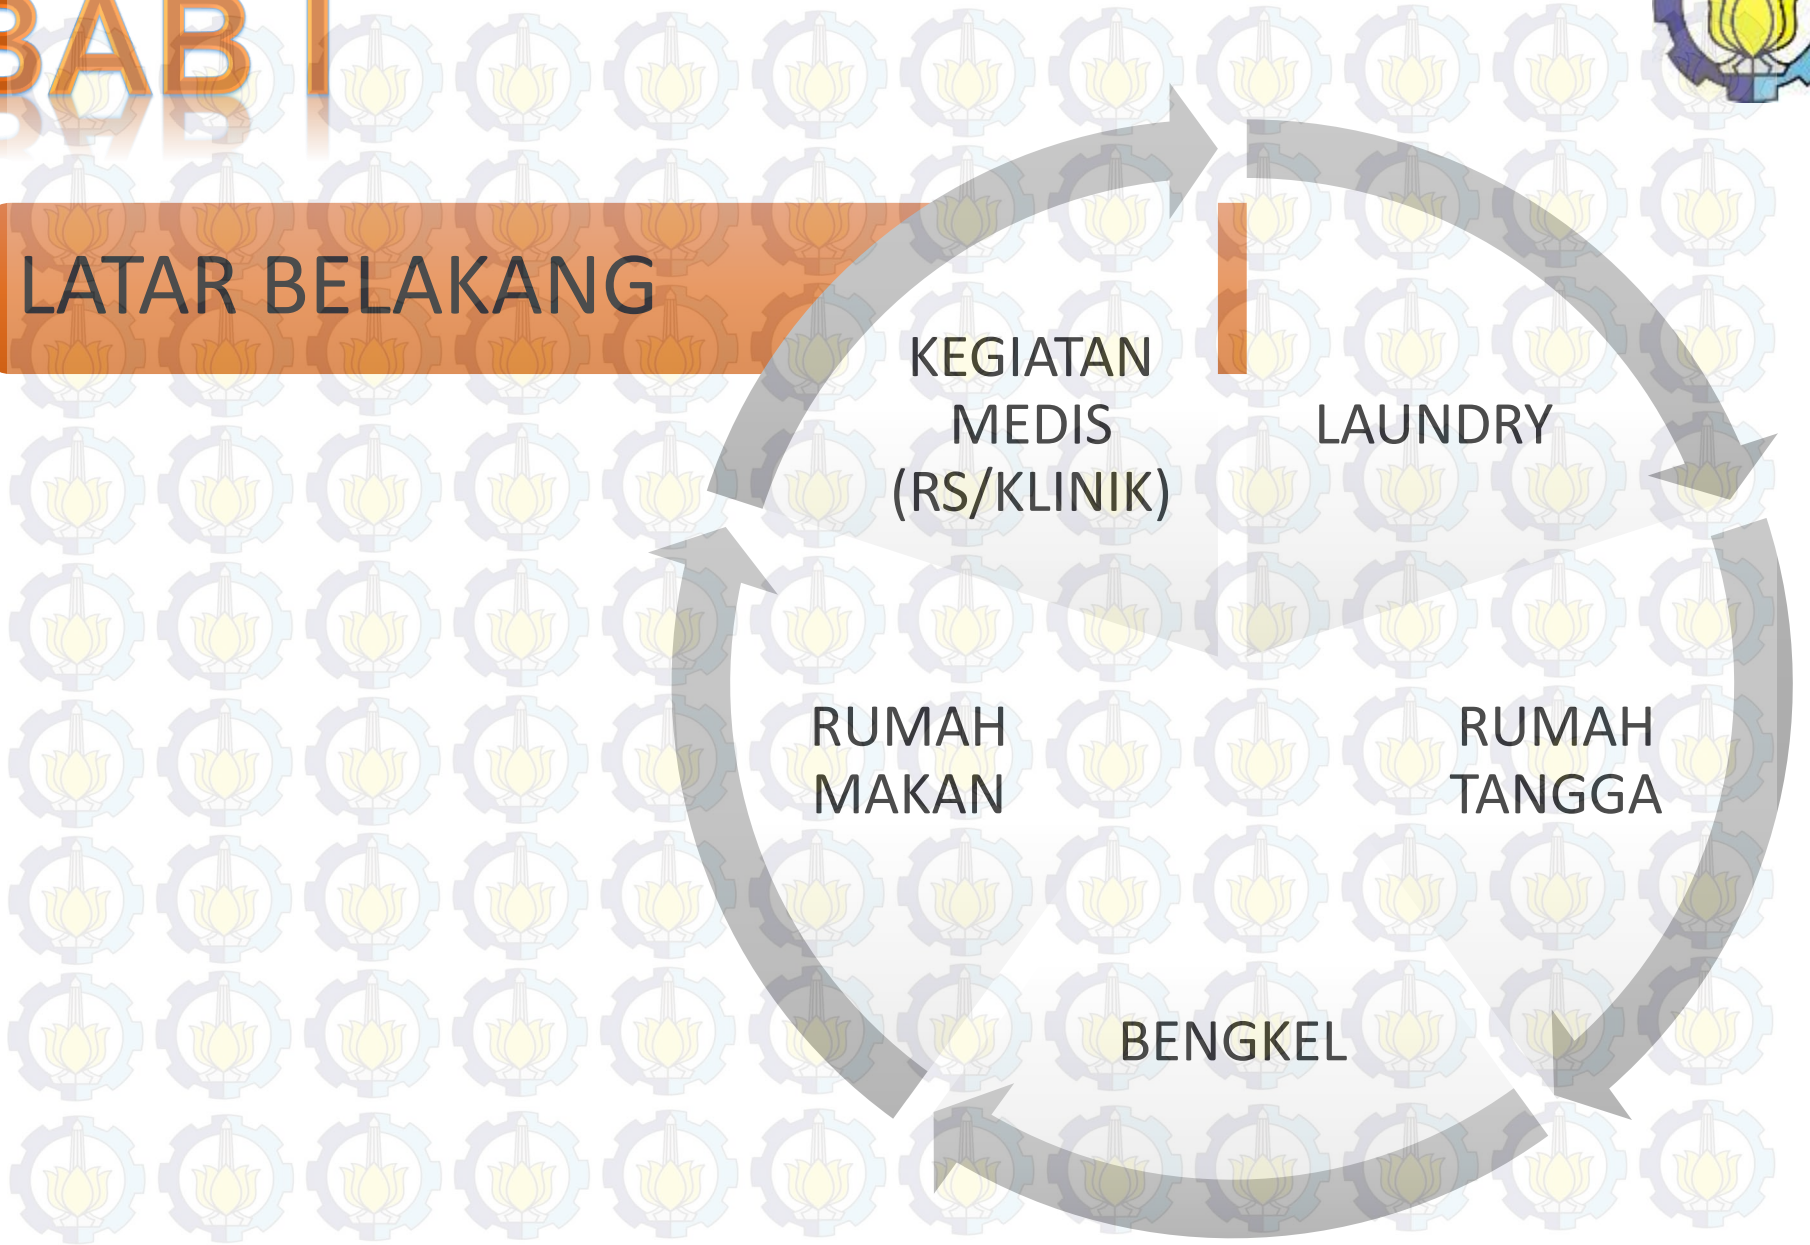 BAB I
LATAR BELAKANG
KEGIATAN
MEDIS
(RS/KLINIK)
LAUNDRY
RUMAH
TANGGA
BENGKEL
RUMAH
MAKAN